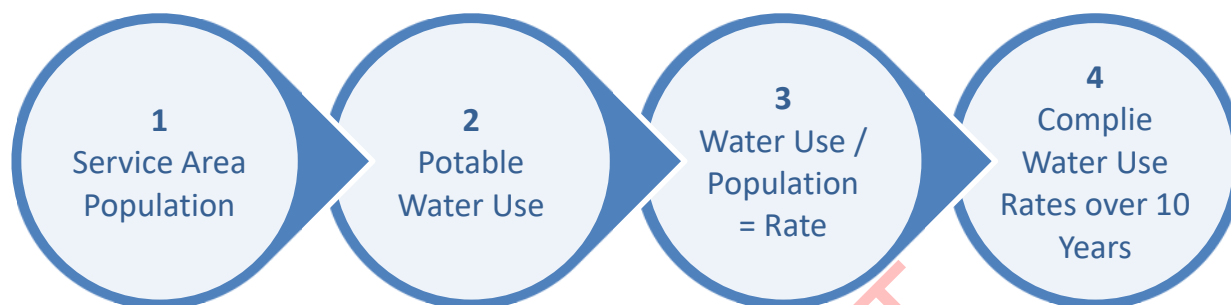 1
Service Area
Population
2
Potable
Water Use
3
Water Use /
Population
= Rate
4
Complie
Water Use
Rates over 10
Years